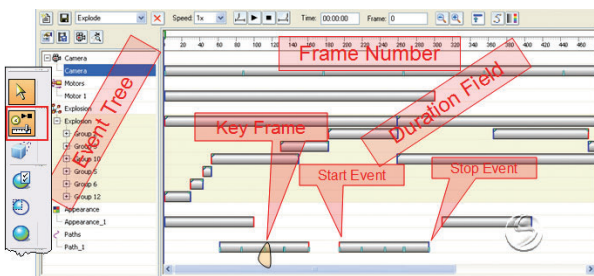 Explode Speed: 1x Time: 00:00:00 Frame: 0
20 40 60 80 100 120 140 160 180 200 220 240 260 280 300 320 340 360 380 400 420 440 460
Camera
Camera
Motors
Motor 1
Explosion
Explosion
Group
Group
Group 10
Group 5
Group 6
Group 12
Appearance
Appearance_1
Paths
Path_1
Event Tree
Frame Number
Key Frame
Duration Field
Start Event
Stop Event